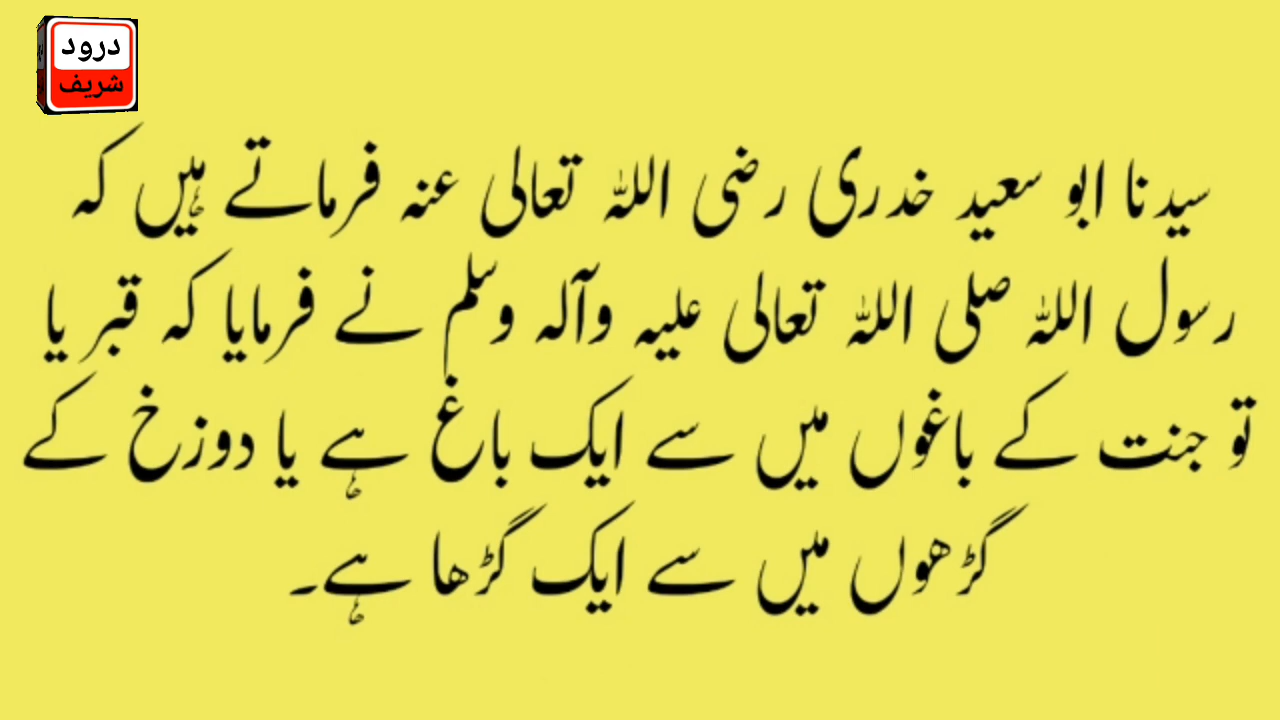 درود
شریف
سیدنا ابو سعید خدری رضی اللہ تعالی عنہ فرماتے ہیں کہ
رسول اللہ صلی اللہ تعالی علیہ وآلہ وسلم نے فرمایا کہ قبر یا
تو جنت کے باغوں میں سے ایک باغ ہے یا دوزخ کے
گڑھوں میں سے ایک گڑھا ہے۔